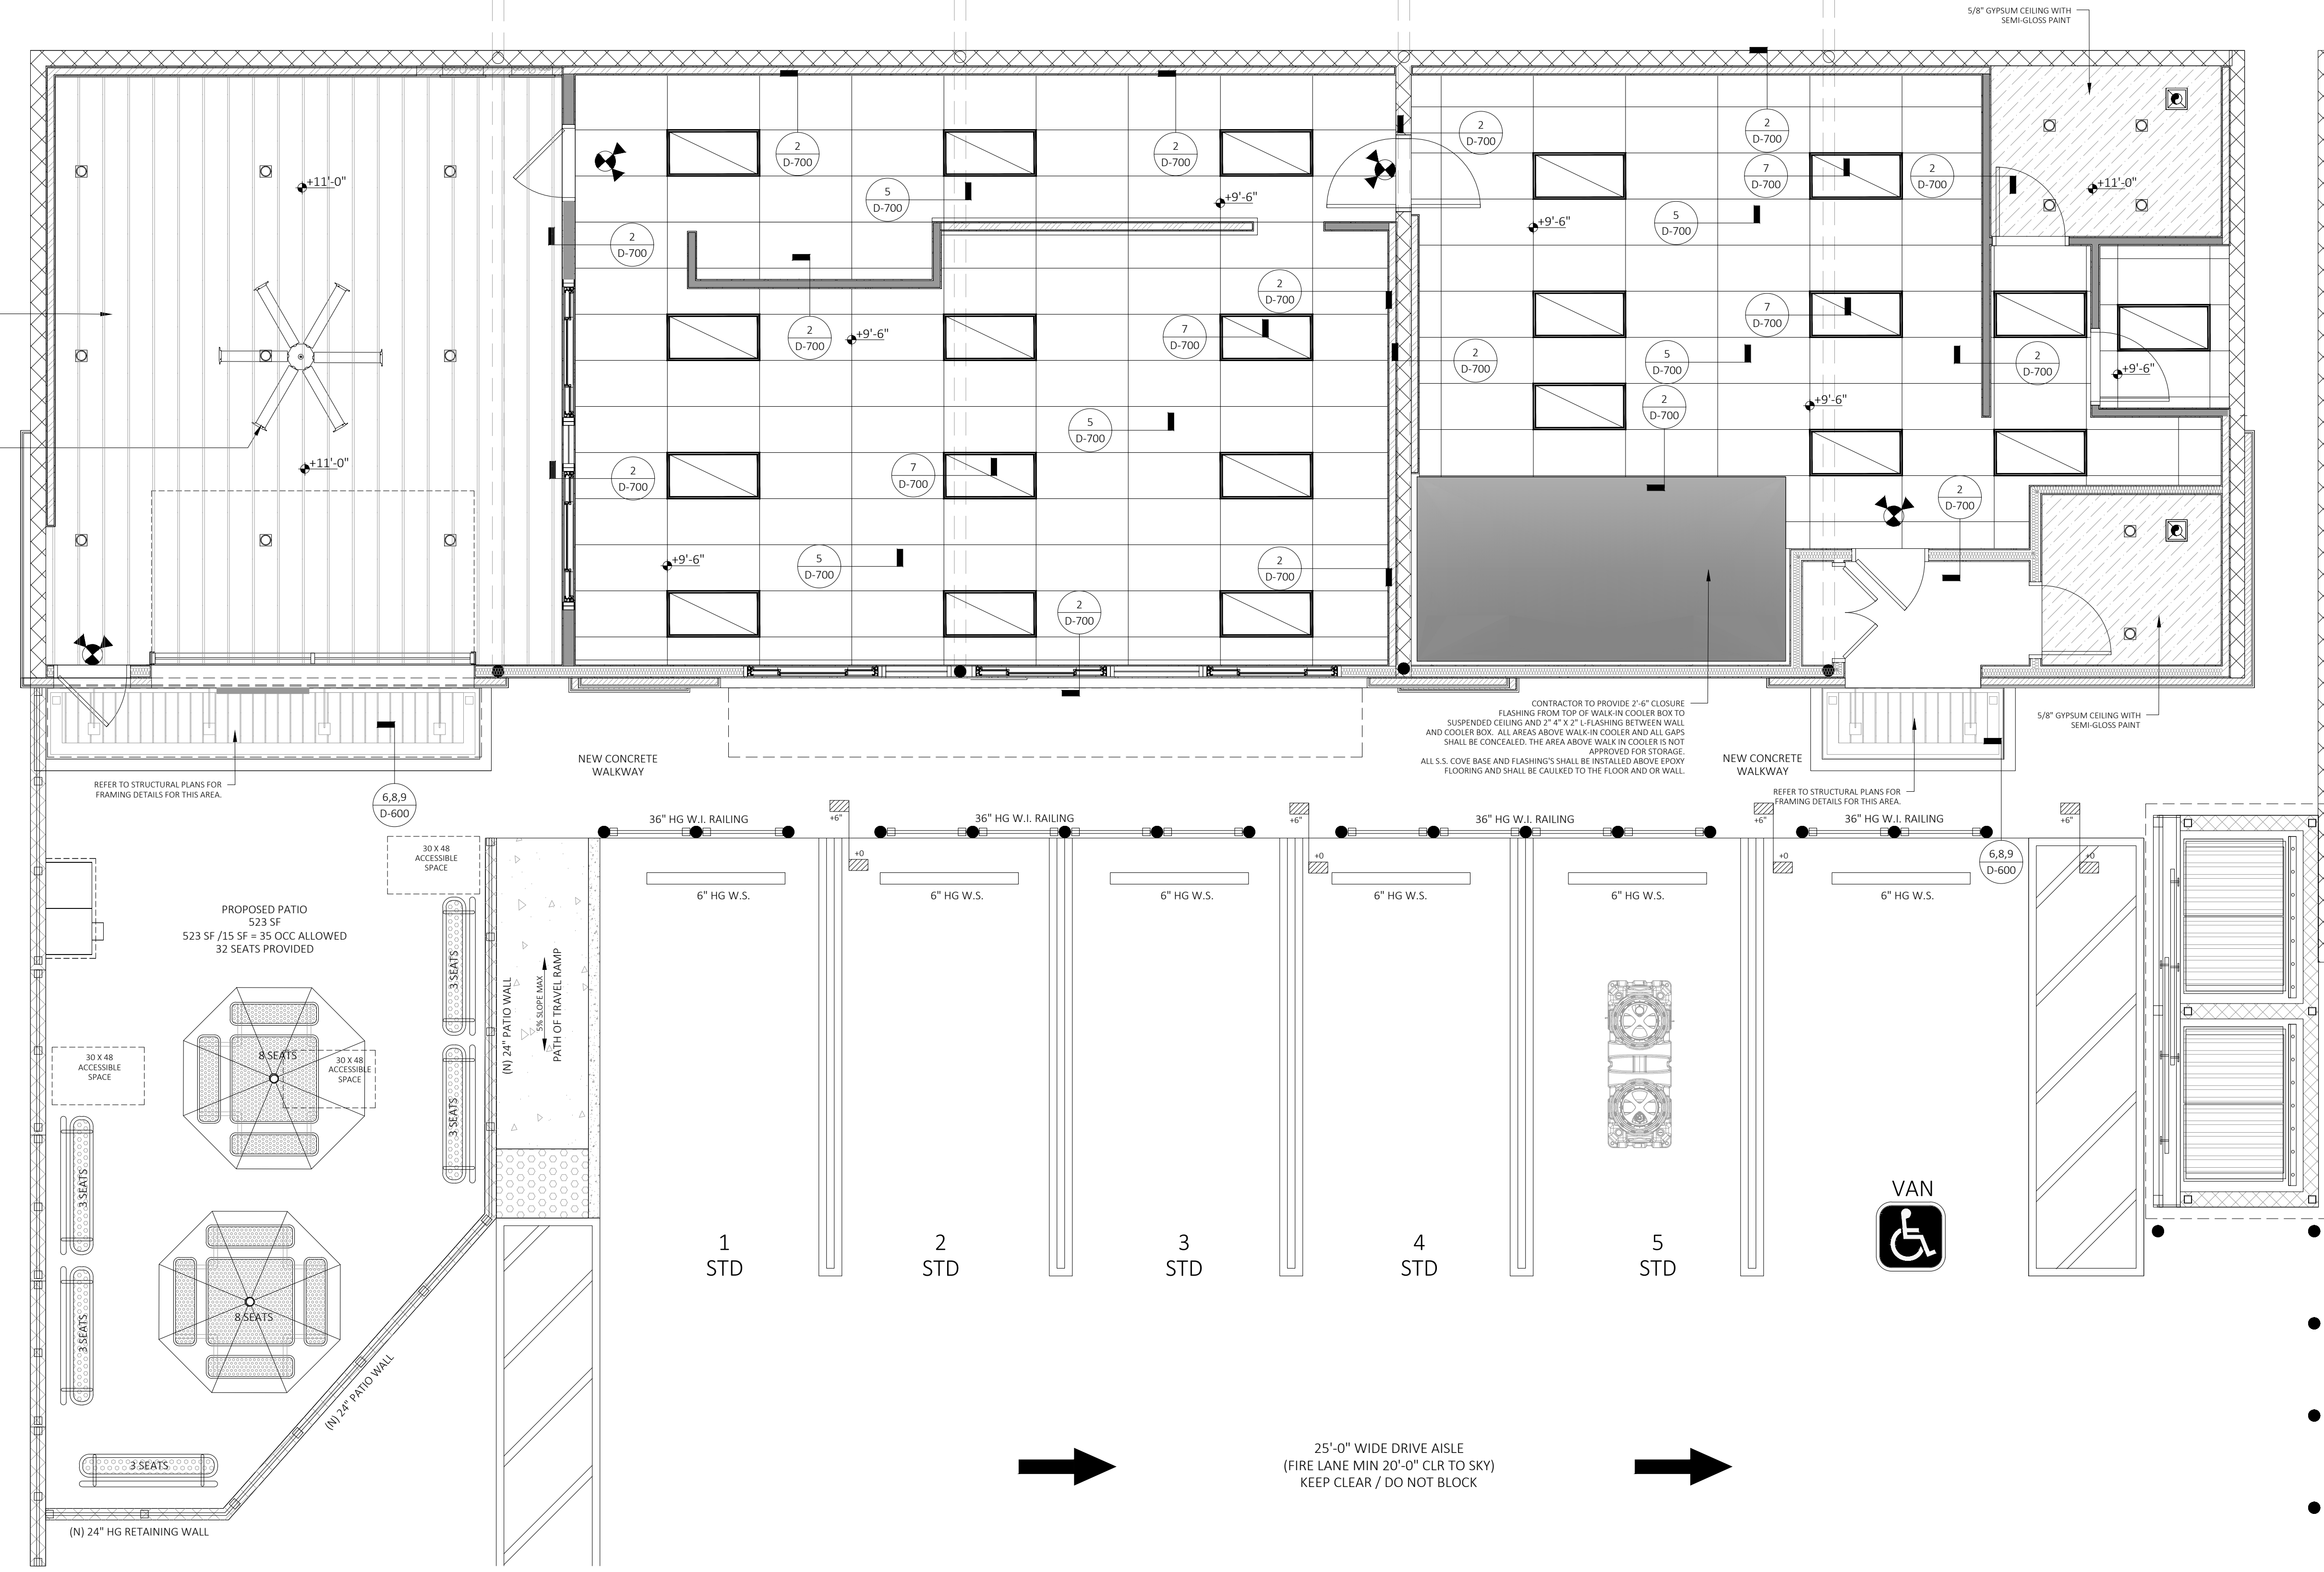 5/8" GYPSUM CEILING WITH
SEMI-GLOSS PAINT
2
D-700
2
D-700
2
D-700
2
D-700
7
D-700
2
D-700
+11'-0"
5
D-700
+9'-6"
5
D-700
+9'-6"
+11'-0"
2
D-700
2
D-700
7
D-700
2
D-700
+9'-6"
7
D-700
5
D-700
2
D-700
2
D-700
+9'-6"
2
D-700
+9'-6"
5
D-700
+11'-0"
2
D-700
7
D-700
2
D-700
+9'-6"
5
D-700
2
D-700
2
D-700
CONTRACTOR TO PROVIDE 2'-6" CLOSURE
FLASHING FROM TOP OF WALK-IN COOLER BOX TO
SUSPENDED CEILING AND 2" 4" X 2" L-FLASHING BETWEEN WALL
AND COOLER BOX.  ALL AREAS ABOVE WALK-IN COOLER AND ALL GAPS
SHALL BE CONCEALED. THE AREA ABOVE WALK IN COOLER IS NOT
APPROVED FOR STORAGE.
ALL S.S. COVE BASE AND FLASHING'S SHALL BE INSTALLED ABOVE EPOXY
FLOORING AND SHALL BE CAULKED TO THE FLOOR AND OR WALL.
5/8" GYPSUM CEILING WITH
SEMI-GLOSS PAINT
NEW CONCRETE
WALKWAY
NEW CONCRETE
WALKWAY
REFER TO STRUCTURAL PLANS FOR
FRAMING DETAILS FOR THIS AREA.
REFER TO STRUCTURAL PLANS FOR
FRAMING DETAILS FOR THIS AREA.
6,8,9
D-600
36" HG W.I. RAILING
+6"
36" HG W.I. RAILING
+6"
36" HG W.I. RAILING
+6"
36" HG W.I. RAILING
+6"
30 X 48
ACCESSIBLE
SPACE
+0
+0
+0
6,8,9
D-600
+0
6" HG W.S.
6" HG W.S.
6" HG W.S.
6" HG W.S.
6" HG W.S.
6" HG W.S.
PROPOSED PATIO
523 SF
523 SF /15 SF = 35 OCC ALLOWED
32 SEATS PROVIDED
3 SEATS
(N) 24" PATIO WALL
5% SLOPE MAX
PATH OF TRAVEL RAMP
30 X 48
ACCESSIBLE
SPACE
8 SEATS
30 X 48
ACCESSIBLE
SPACE
3 SEATS
3 SEATS
VAN
1
STD
2
STD
3
STD
4
STD
5
STD
3 SEATS
8 SEATS
(N) 24" PATIO WALL
3 SEATS
25'-0" WIDE DRIVE AISLE
(FIRE LANE MIN 20'-0" CLR TO SKY)
KEEP CLEAR / DO NOT BLOCK
(N) 24" HG RETAINING WALL